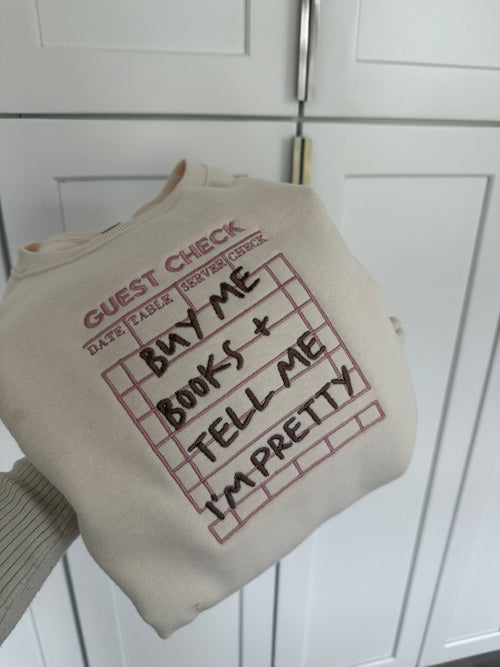 GUEST CHECK
DATE TABLE SERVER CHECK
BUY ME
BOOKS +
TELL ME
I'M PRETTY